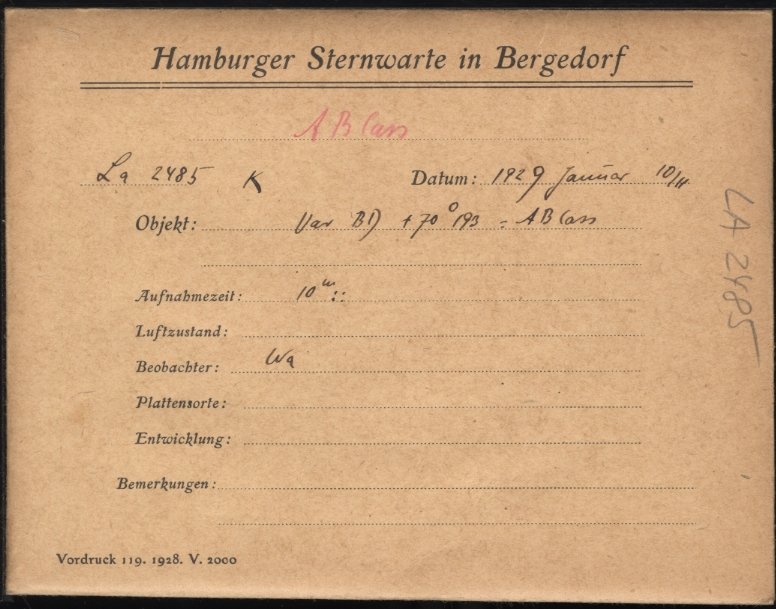 Hamburger Sternwarte in Bergedorf
AB Cass
La 2485 K Datum: 1929 Januar 10/11
Objekt: Var BD +70° 193 = AB Cass
Aufnahmezeit: 10m::
Luftzustand:
Beobachter: Wa
Plattensorte:
Entwicklung:
Bemerkungen:
Vordruck 119. 1928. V. 2000
LA 2485